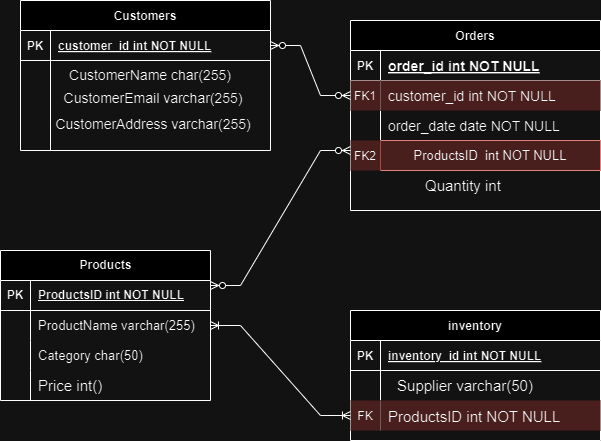 Customers
PK customer_id int NOT NULL
CustomerName char(255)
CustomerEmail varchar(255)
CustomerAddress varchar(255)
Orders
PK order_id int NOT NULL
FK1 customer_id int NOT NULL
order_date date NOT NULL
FK2 ProductsID int NOT NULL
Quantity int
Products
PK ProductsID int NOT NULL
ProductName varchar(255)
Category char(50)
Price int()
inventory
PK inventory_id int NOT NULL
Supplier varchar(50)
FK ProductsID int NOT NULL